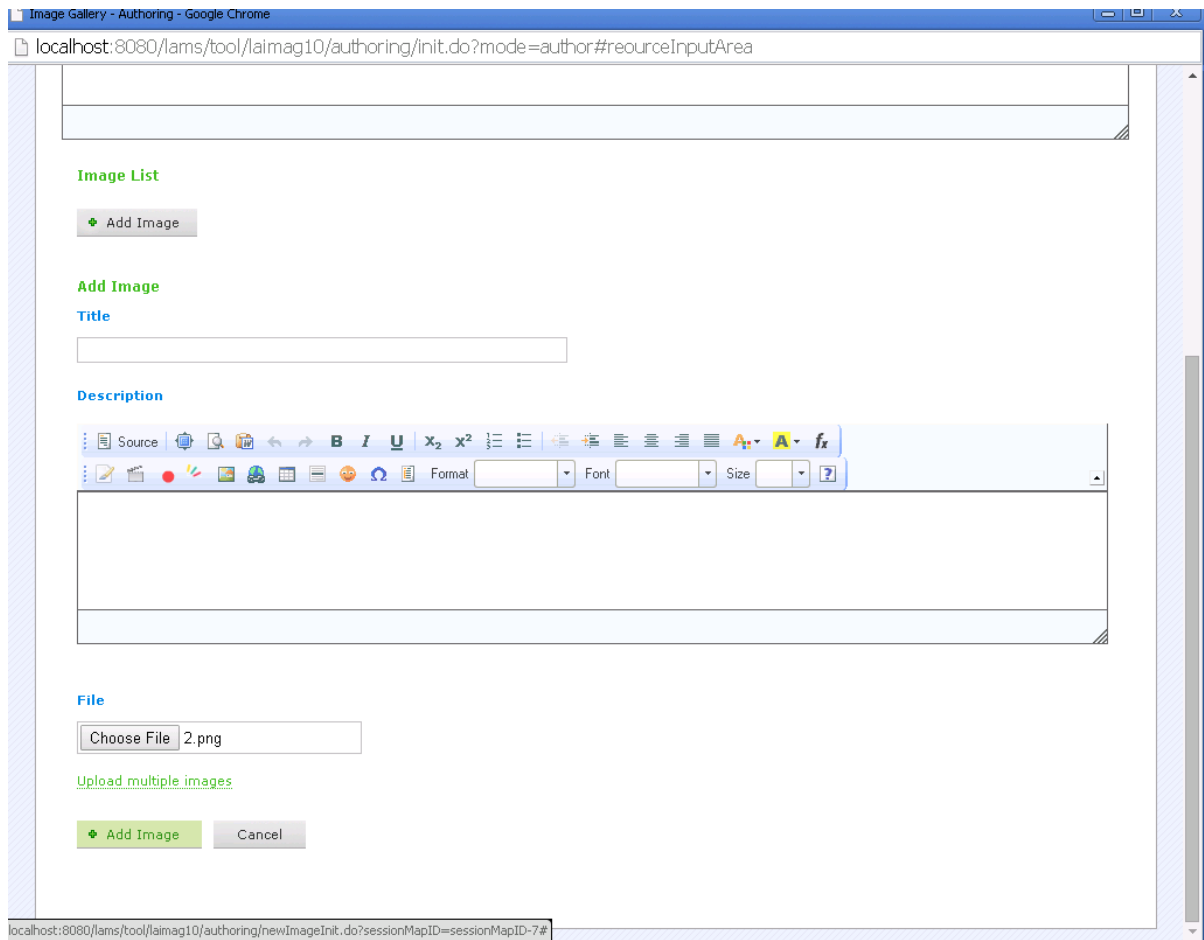 Image Gallery - Authoring - Google Chrome
localhost:8080/lams/tool/laimag10/authoring/init.do?mode=author#reourceInputArea
Image List
Add Image
Add Image
Title
Description
Source B I U X₂ X² A A fx
Format Font Size ?
File
Choose File 2.png
Upload multiple images
Add Image Cancel
localhost:8080/lams/tool/laimag10/authoring/newImageInit.do?sessionMapID=sessionMapID-7#